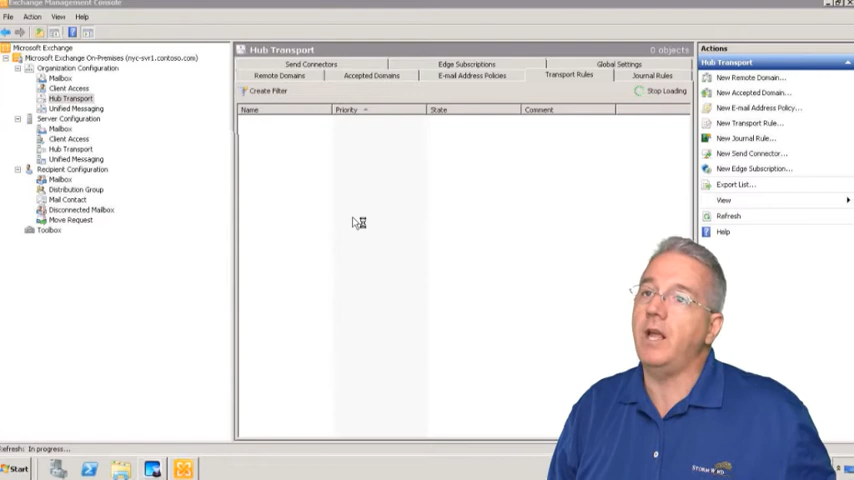 Exchange Management Console
File Action View Help
Microsoft Exchange
Microsoft Exchange On-Premises (nyc-svr1.contoso.com)
Organization Configuration
Mailbox
Client Access
Hub Transport
Unified Messaging
Server Configuration
Mailbox
Client Access
Hub Transport
Unified Messaging
Recipient Configuration
Mailbox
Distribution Group
Mail Contact
Disconnected Mailbox
Move Request
Toolbox
Hub Transport 0 objects
Send Connectors Edge Subscriptions Global Settings
Remote Domains Accepted Domains E-mail Address Policies Transport Rules Journal Rules
Create Filter Stop Loading
Name Priority State Comment
Actions
Hub Transport
New Remote Domain...
New Accepted Domain...
New E-mail Address Policy...
New Transport Rule...
New Journal Rule...
New Send Connector...
New Edge Subscription...
Export List...
View
Refresh
Help
Refresh: In progress...
Start
STORM WIND